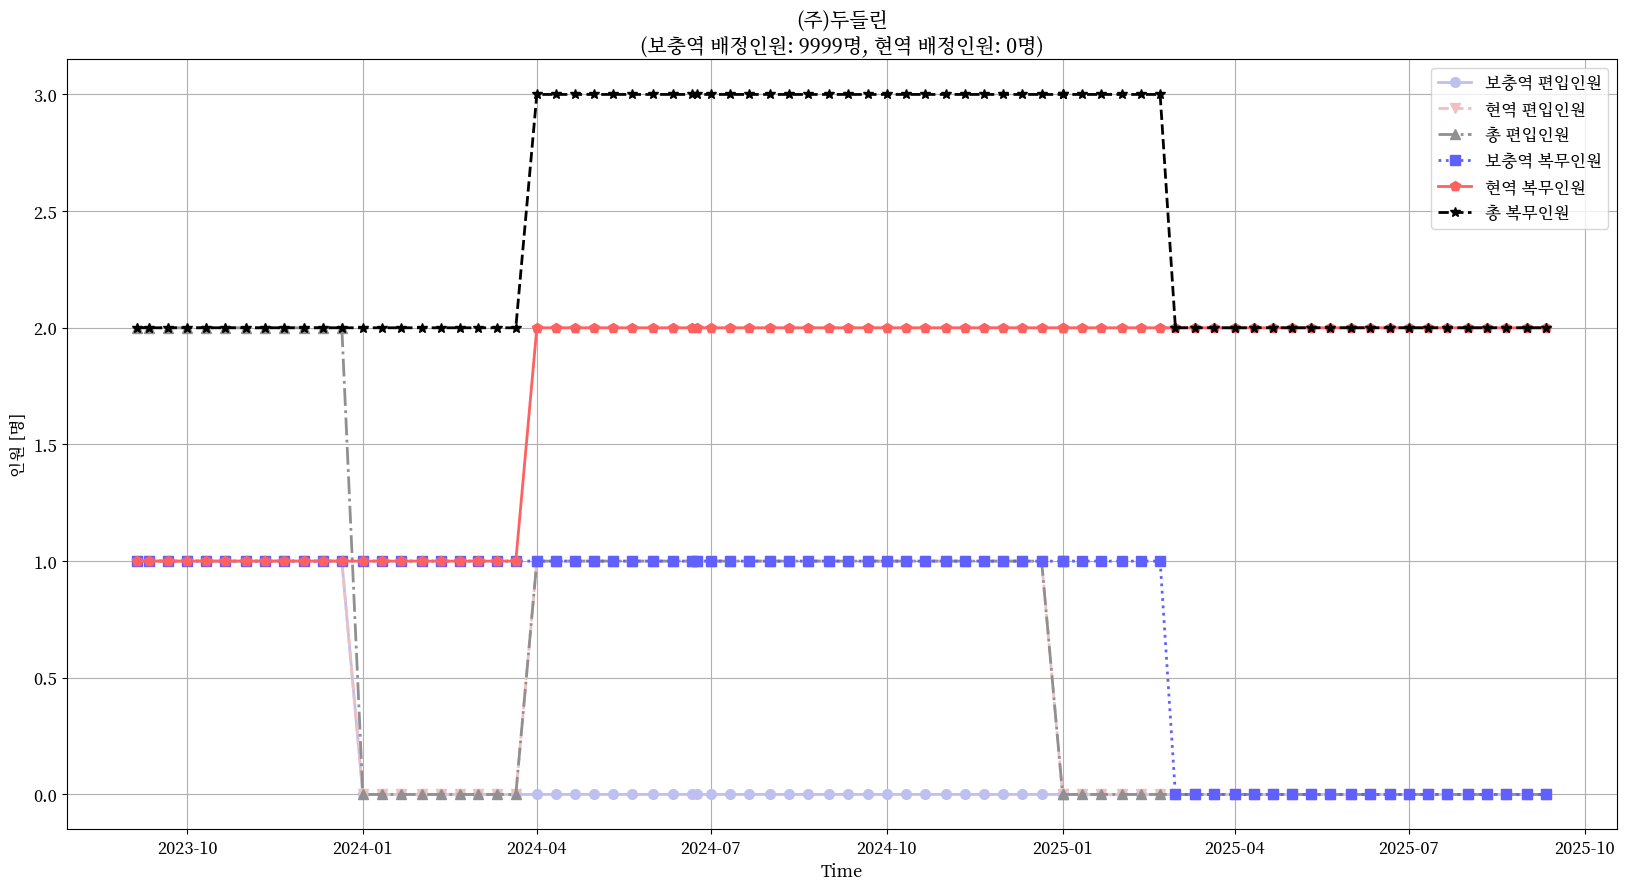 (주)두들린
(보충역 배정인원: 9999명, 현역 배정인원: 0명)
보충역 편입인원
현역 편입인원
총 편입인원
보충역 복무인원
현역 복무인원
총 복무인원
3.0
2.5
2.0
1.5
1.0
0.5
0.0
인원 [명]
2023-10
2024-01
2024-04
2024-07
2024-10
2025-01
2025-04
2025-07
2025-10
Time